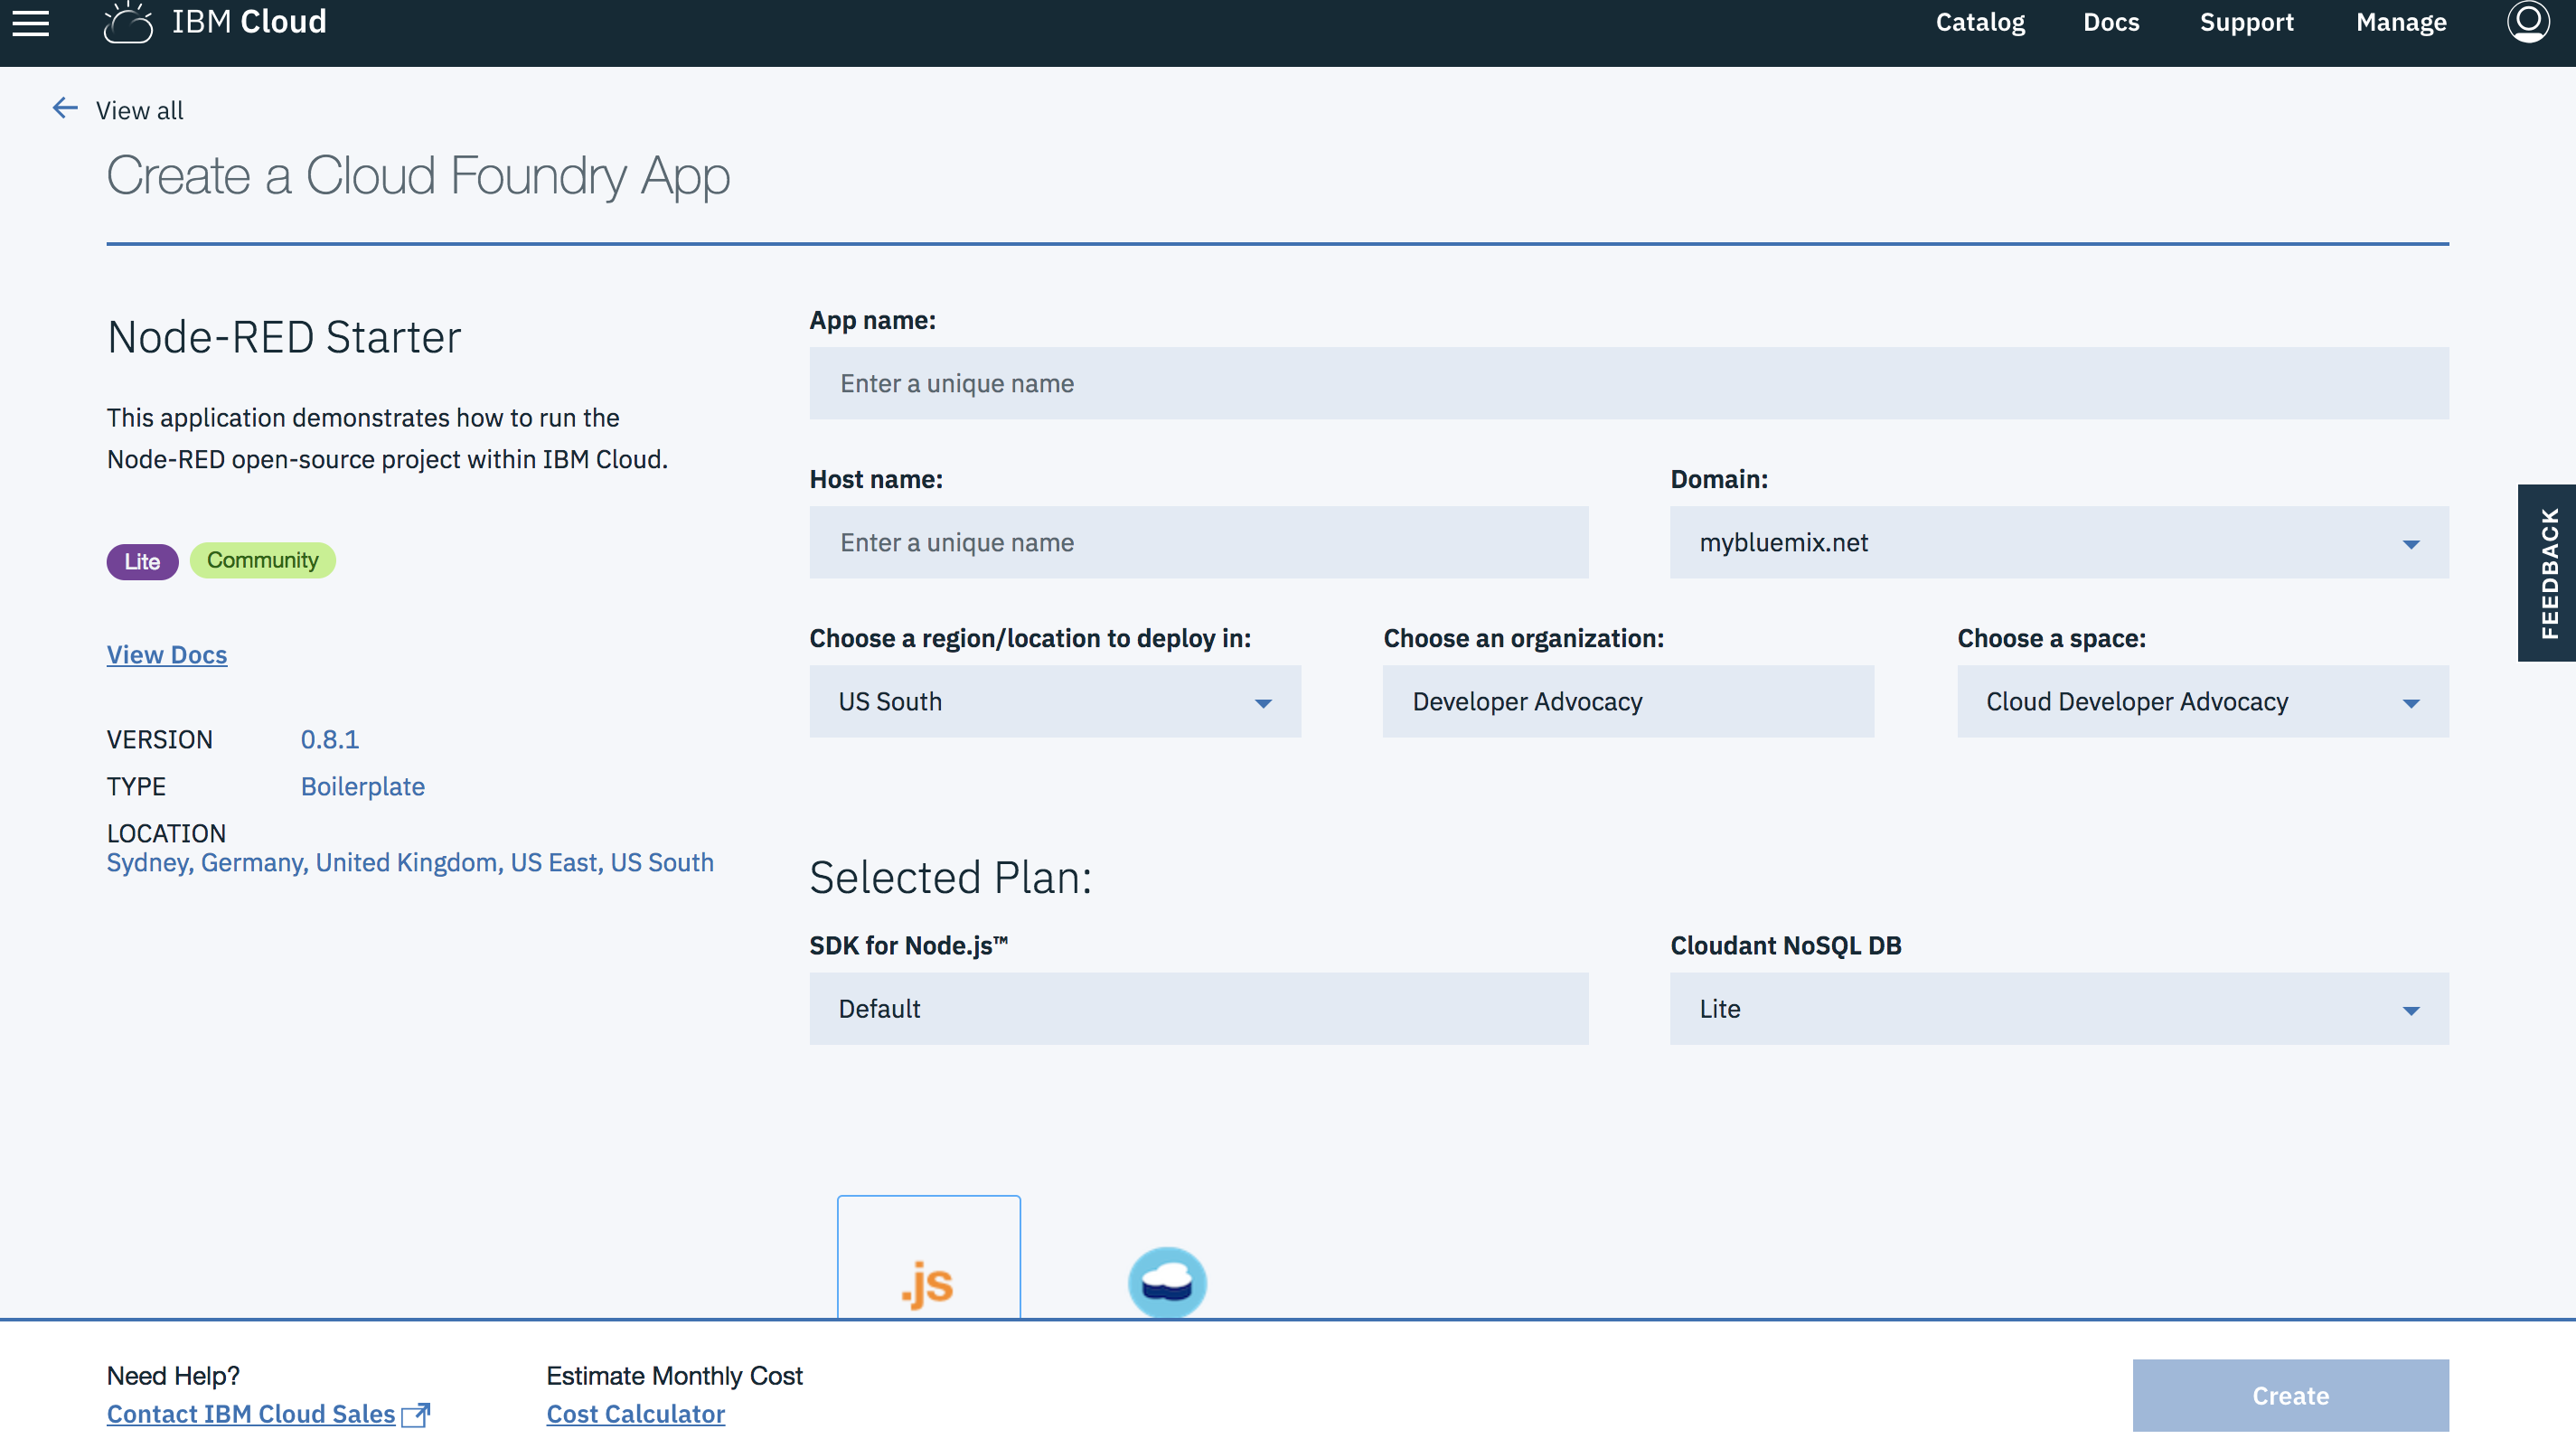 IBM Cloud
Catalog
Docs
Support
Manage
View all
Create a Cloud Foundry App
Node-RED Starter
This application demonstrates how to run the
Node-RED open-source project within IBM Cloud.
Lite
Community
View Docs
VERSION 0.8.1
TYPE Boilerplate
LOCATION
Sydney, Germany, United Kingdom, US East, US South
App name:
Enter a unique name
Host name:
Enter a unique name
Domain:
mybluemix.net
Choose a region/location to deploy in:
US South
Choose an organization:
Developer Advocacy
Choose a space:
Cloud Developer Advocacy
Selected Plan:
SDK for Node.js™
Default
Cloudant NoSQL DB
Lite
.js
FEEDBACK
Need Help?
Contact IBM Cloud Sales
Estimate Monthly Cost
Cost Calculator
Create